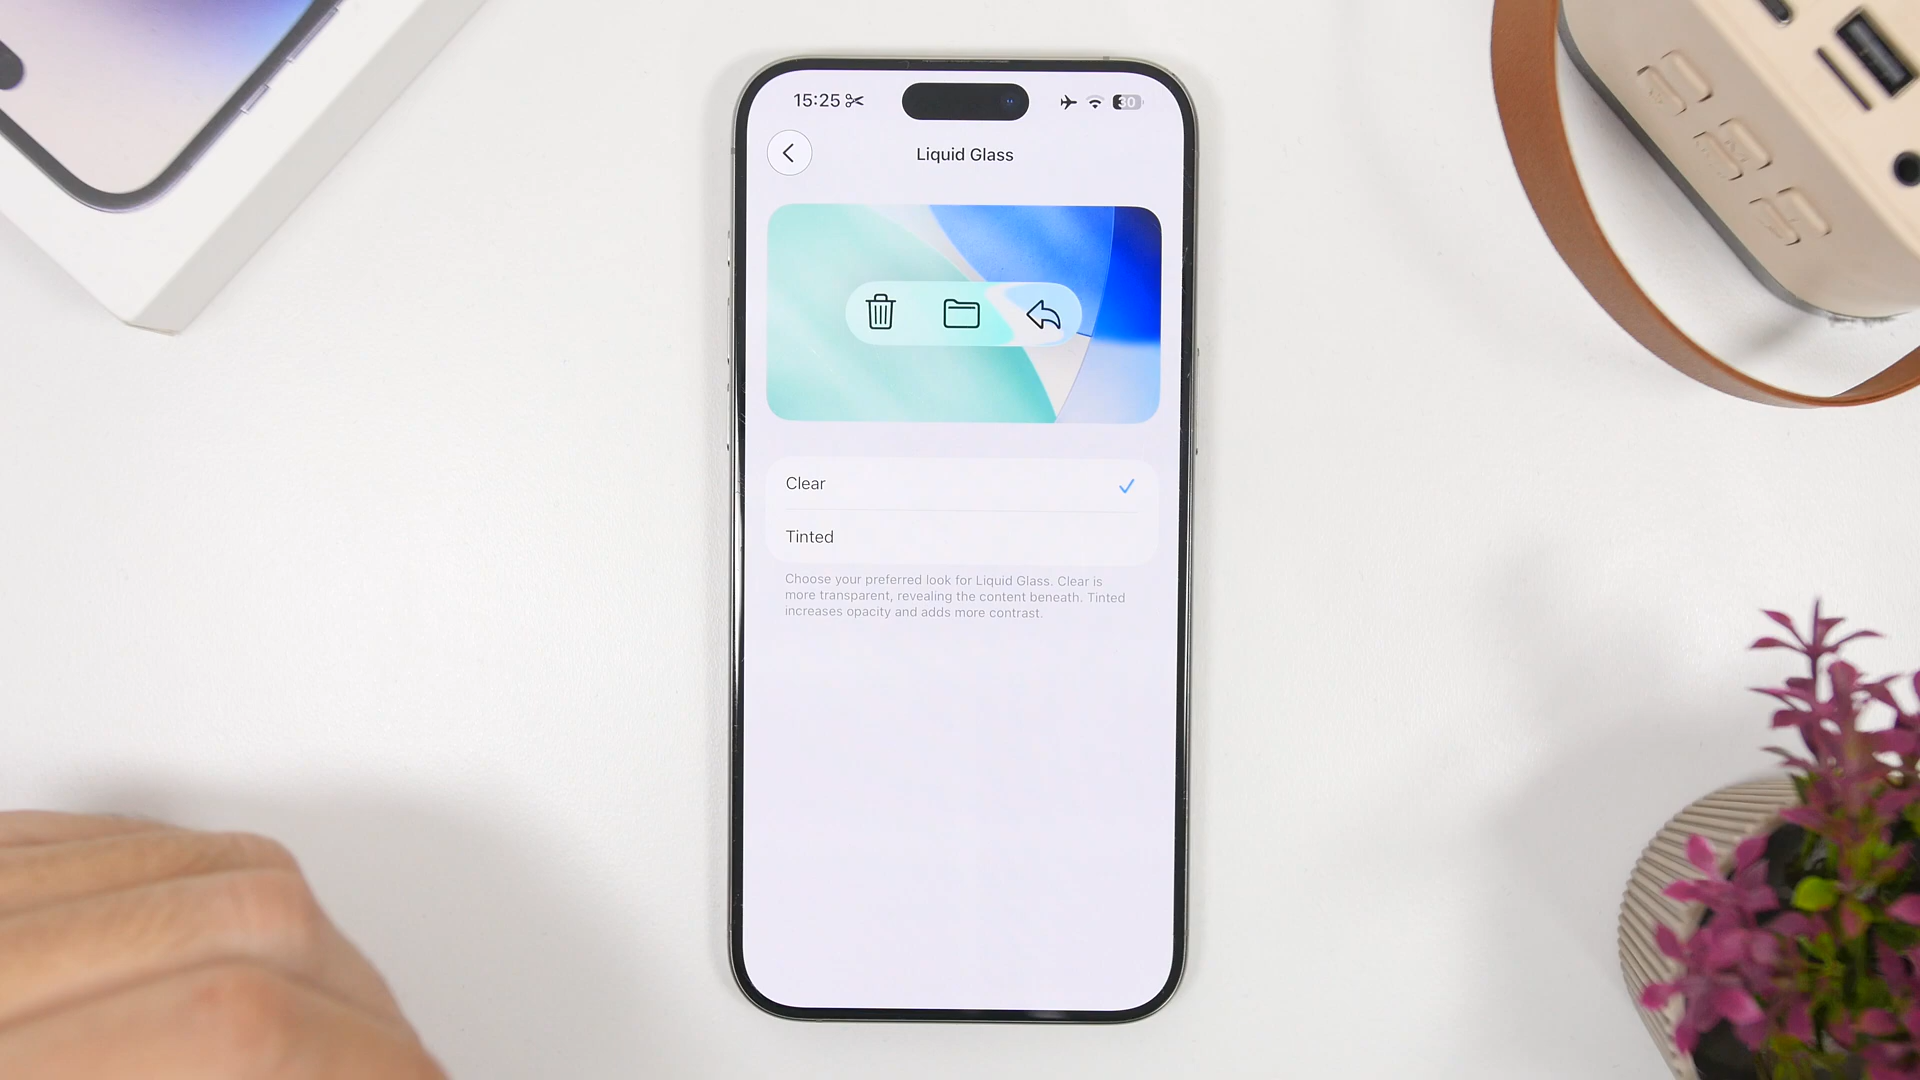 15:25
30
Liquid Glass
Clear
Tinted
Choose your preferred look for Liquid Glass. Clear is
more transparent, revealing the content beneath. Tinted
increases opacity and adds more contrast.